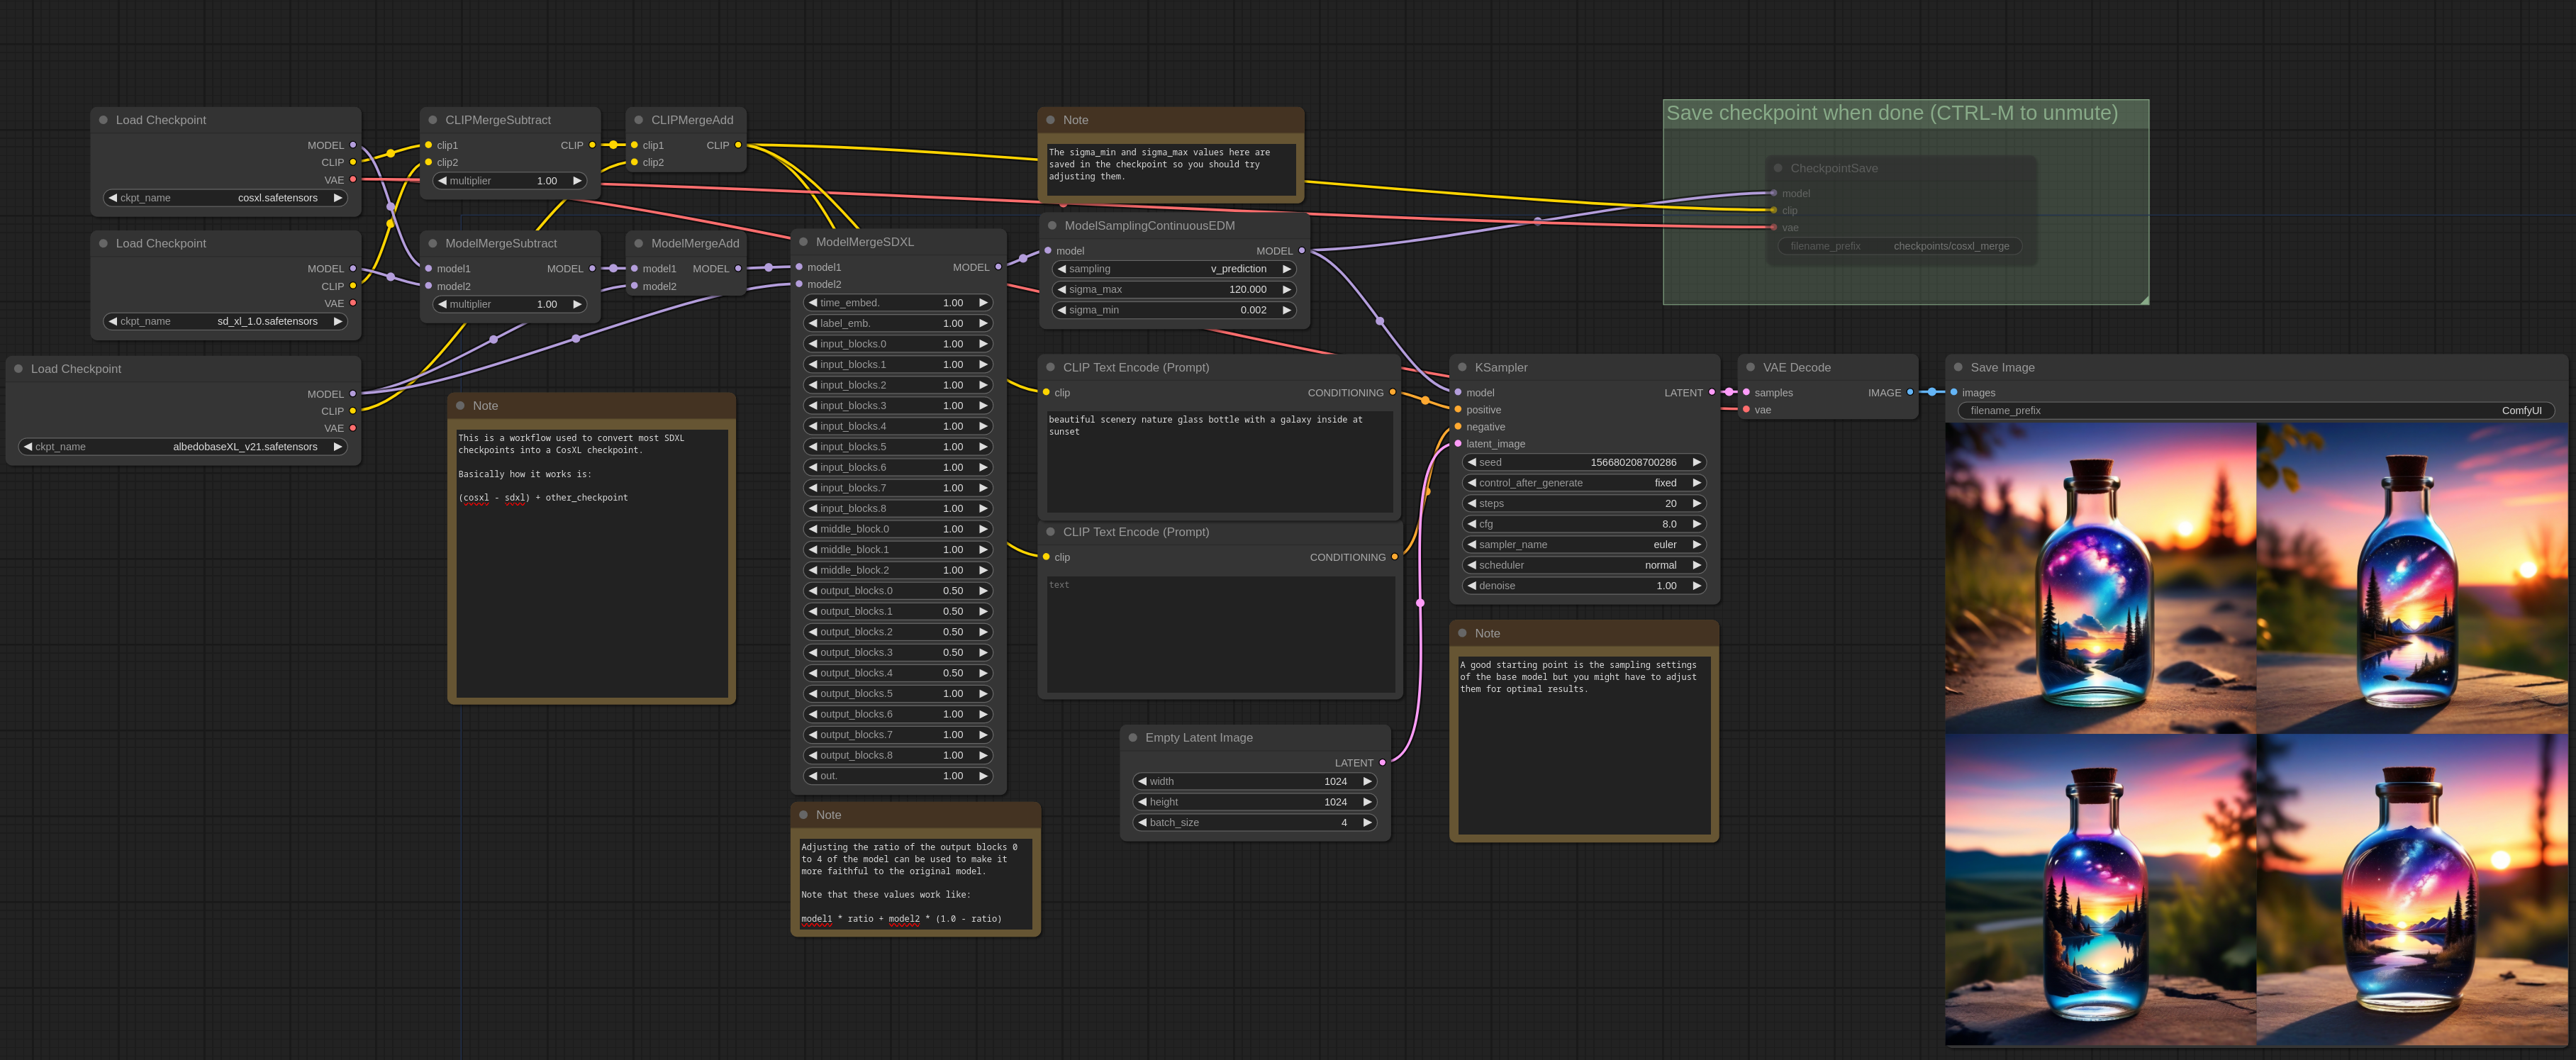 Load Checkpoint
MODEL
CLIP
VAE
ckpt_name cosxl.safetensors
Load Checkpoint
MODEL
CLIP
VAE
ckpt_name sd_xl_1.0.safetensors
Load Checkpoint
MODEL
CLIP
VAE
ckpt_name albedobaseXL_v21.safetensors
CLIPMergeSubtract
clip1 CLIP
clip2
multiplier 1.00
CLIPMergeAdd
clip1 CLIP
clip2
ModelMergeSubtract
model1 MODEL
model2
multiplier 1.00
ModelMergeAdd
model1 MODEL
model2
Note
This is a workflow used to convert most SDXL
checkpoints into a CosXL checkpoint.
Basically how it works is:
(cosxl - sdxl) + other_checkpoint
ModelMergeSDXL
model1 MODEL
model2
time_embed. 1.00
label_emb. 1.00
input_blocks.0 1.00
input_blocks.1 1.00
input_blocks.2 1.00
input_blocks.3 1.00
input_blocks.4 1.00
input_blocks.5 1.00
input_blocks.6 1.00
input_blocks.7 1.00
input_blocks.8 1.00
middle_block.0 1.00
middle_block.1 1.00
middle_block.2 1.00
output_blocks.0 0.50
output_blocks.1 0.50
output_blocks.2 0.50
output_blocks.3 0.50
output_blocks.4 0.50
output_blocks.5 1.00
output_blocks.6 1.00
output_blocks.7 1.00
output_blocks.8 1.00
out. 1.00
Note
Adjusting the ratio of the output blocks 0
to 4 of the model can be used to make it
more faithful to the original model.
Note that these values work like:
model1 * ratio + model2 * (1.0 - ratio)
Note
The sigma_min and sigma_max values here are
saved in the checkpoint so you should try
adjusting them.
ModelSamplingContinuousEDM
model MODEL
sampling v_prediction
sigma_max 120.000
sigma_min 0.002
CLIP Text Encode (Prompt)
clip CONDITIONING
beautiful scenery nature glass bottle with a galaxy inside at
sunset
CLIP Text Encode (Prompt)
clip CONDITIONING
text
Empty Latent Image
LATENT
width 1024
height 1024
batch_size 4
KSampler
model LATENT
positive
negative
latent_image
seed 156680208700286
control_after_generate fixed
steps 20
cfg 8.0
sampler_name euler
scheduler normal
denoise 1.00
Note
A good starting point is the sampling settings
of the base model but you might have to adjust
them for optimal results.
Save checkpoint when done (CTRL-M to unmute)
CheckpointSave
model
clip
vae
filename_prefix checkpoints/cosxl_merge
VAE Decode
samples IMAGE
vae
Save Image
images
filename_prefix ComfyUI